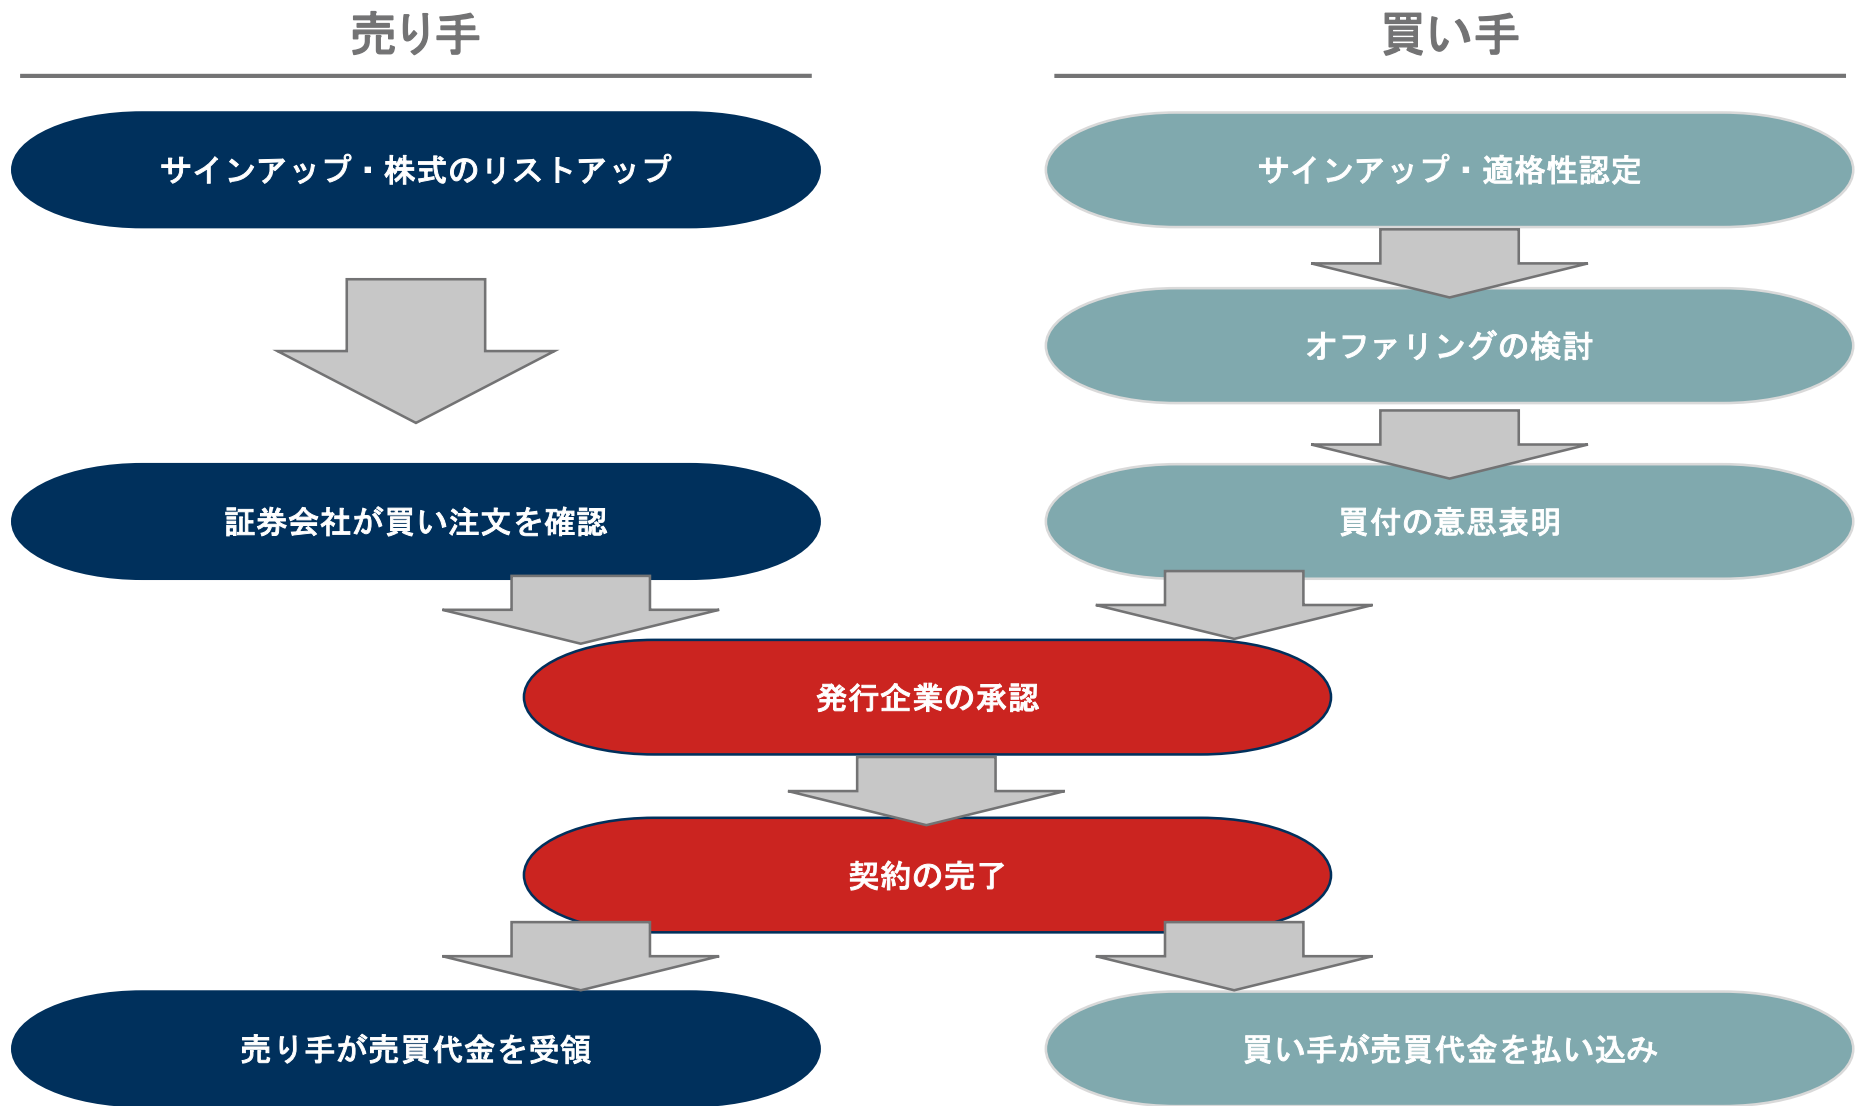 売り手
買い手
サインアップ・株式のリストアップ
サインアップ・適格性認定
オファリングの検討
証券会社が買い注文を確認
買付の意思表明
発行企業の承認
契約の完了
売り手が売買代金を受領
買い手が売買代金を払い込み